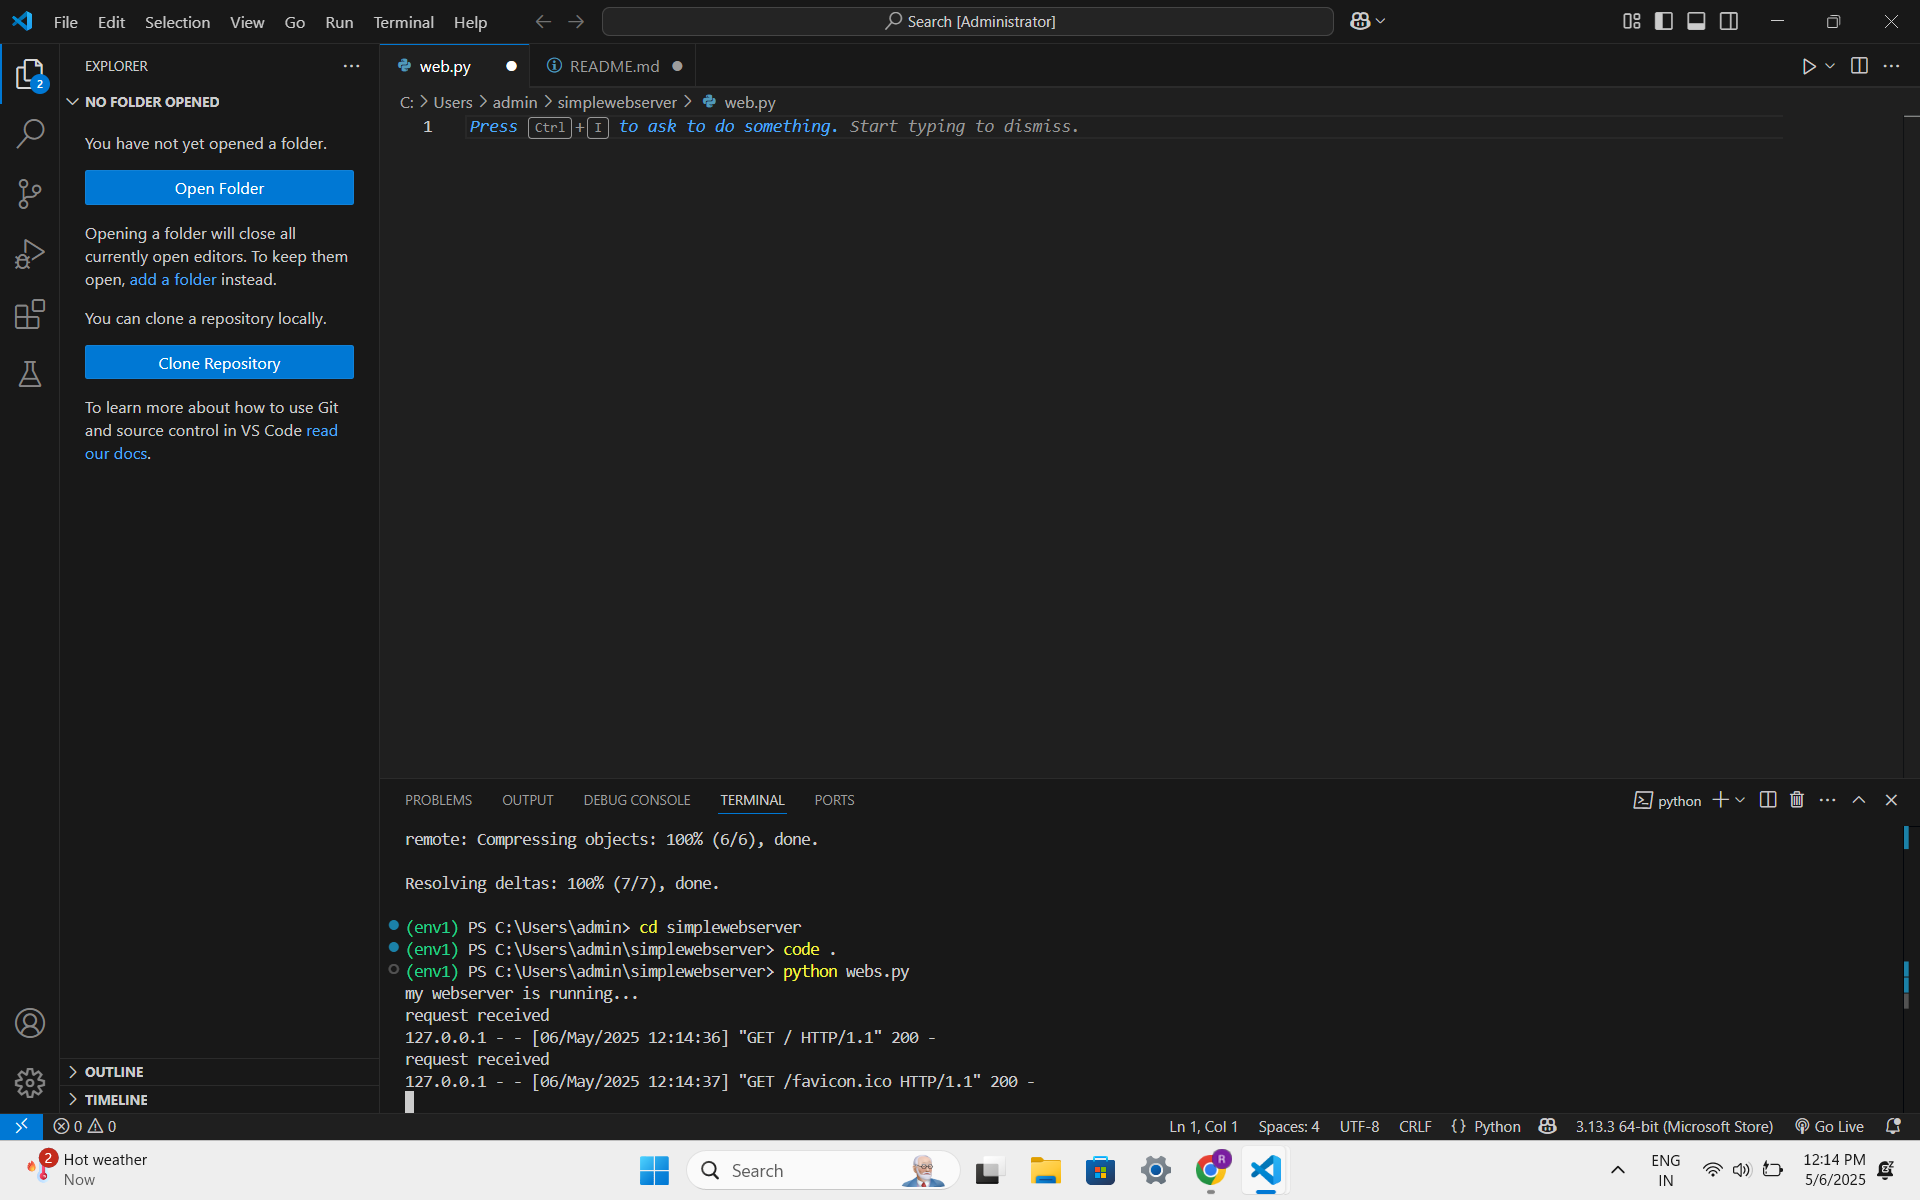 File Edit Selection View Go Run Terminal Help
Search [Administrator]
EXPLORER
2
NO FOLDER OPENED
You have not yet opened a folder.
Open Folder
Opening a folder will close all
currently open editors. To keep them
open, add a folder instead.
You can clone a repository locally.
Clone Repository
To learn more about how to use Git
and source control in VS Code read
our docs.
OUTLINE
TIMELINE
web.py
README.md
C: > Users > admin > simplewebserver > web.py
1 Press Ctrl+I to ask to do something. Start typing to dismiss.
PROBLEMS OUTPUT DEBUG CONSOLE TERMINAL PORTS
python
remote: Compressing objects: 100% (6/6), done.
Resolving deltas: 100% (7/7), done.
(env1) PS C:\Users\admin> cd simplewebserver
(env1) PS C:\Users\admin\simplewebserver> code .
(env1) PS C:\Users\admin\simplewebserver> python webs.py
my webserver is running...
request received
127.0.0.1 - - [06/May/2025 12:14:36] "GET / HTTP/1.1" 200 -
request received
127.0.0.1 - - [06/May/2025 12:14:37] "GET /favicon.ico HTTP/1.1" 200 -
0 0
Ln 1, Col 1 Spaces: 4 UTF-8 CRLF {} Python 3.13.3 64-bit (Microsoft Store) Go Live
2
Hot weather
Now
Search
R
ENG
IN
12:14 PM
5/6/2025